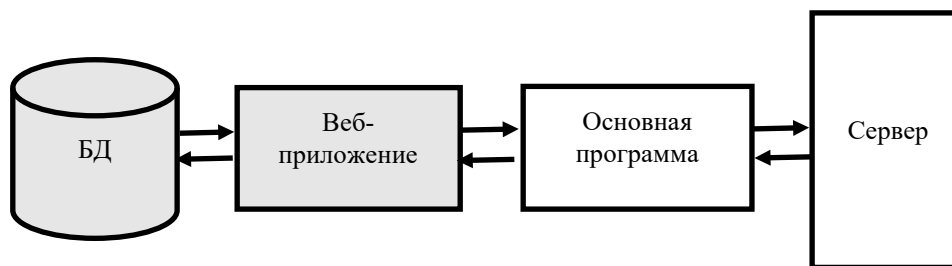 БД
Веб-
приложение
Основная
программа
Сервер